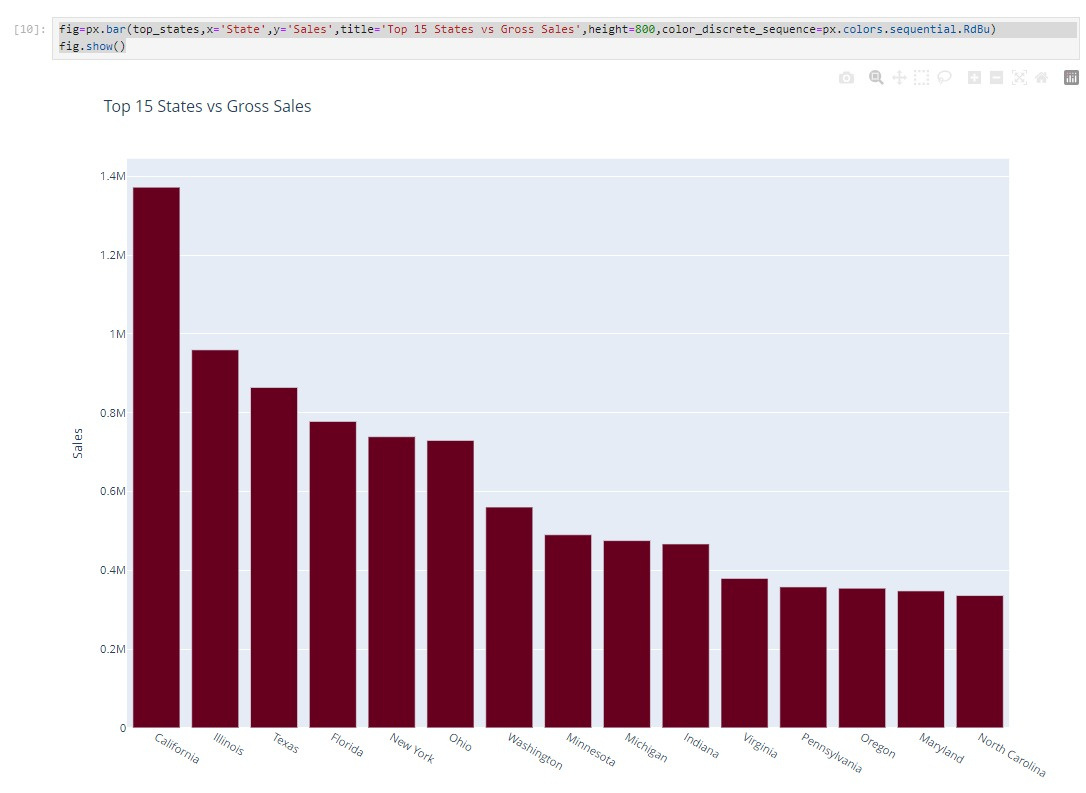 [10]: fig=px.bar(top_states,x='State',y='Sales',title='Top 15 States vs Gross Sales',height=800,color_discrete_sequence=px.colors.sequential.RdBu)
fig.show()
Top 15 States vs Gross Sales
1.4M
1.2M
1M
0.8M
0.6M
0.4M
0.2M
0
Sales
California
Illinois
Texas
Florida
New York
Ohio
Washington
Minnesota
Michigan
Indiana
Virginia
Pennsylvania
Oregon
Maryland
North Carolina